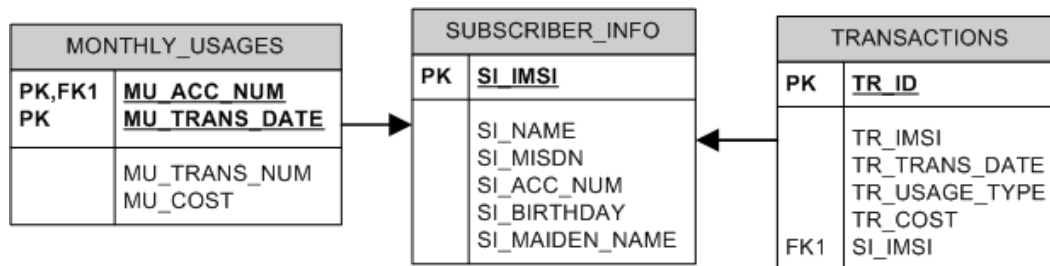 MONTHLY_USAGES
PK,FK1 MU_ACC_NUM
PK MU_TRANS_DATE
MU_TRANS_NUM
MU_COST
SUBSCRIBER_INFO
PK SI_IMSI
SI_NAME
SI_MISDN
SI_ACC_NUM
SI_BIRTHDAY
SI_MAIDEN_NAME
TRANSACTIONS
PK TR_ID
TR_IMSI
TR_TRANS_DATE
TR_USAGE_TYPE
TR_COST
FK1 SI_IMSI